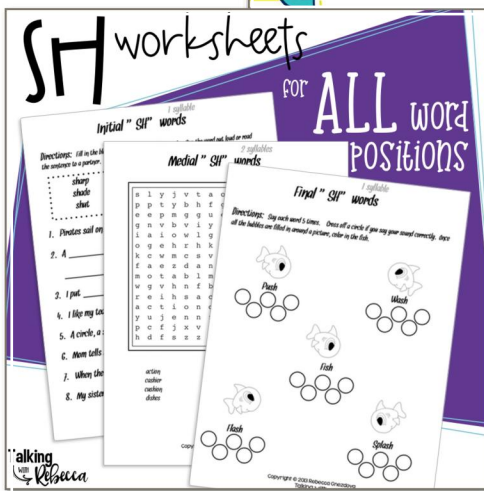 SH worksheets
for ALL word
positions
1 syllable
Initial " SH" words
Directions: Fill in the
the sentence to a partner.
sharp
shade
shut
1. Pirates sail on
2. A
3. I put
4. I like my
5. A circle, a
6. Mom tells
7. When the
8. My sister
2 syllables
Medial " SH" words
s l y j v t a
p p t y b h f
e e p m g g u
g n v b v i y
i a i o w v l g
o g e h r h k
k c w m c s v
f a e z d a n
m o t a b l m
w g v h n f b
r e i h s a c
a c t i o n
y u j e n n
p c f j x v
h d f s z z
action
cashier
cushion
dishes
1 syllable
Final " SH" words
Directions: Say each word 5 times. Cross off a circle if you say your sound correctly. Once
all the bubbles are filled in around a picture, color in the fish.
Push
Wash
Fish
Flash
Splash
Copyright © 2021 Rebecca
Talking
with Rebecca